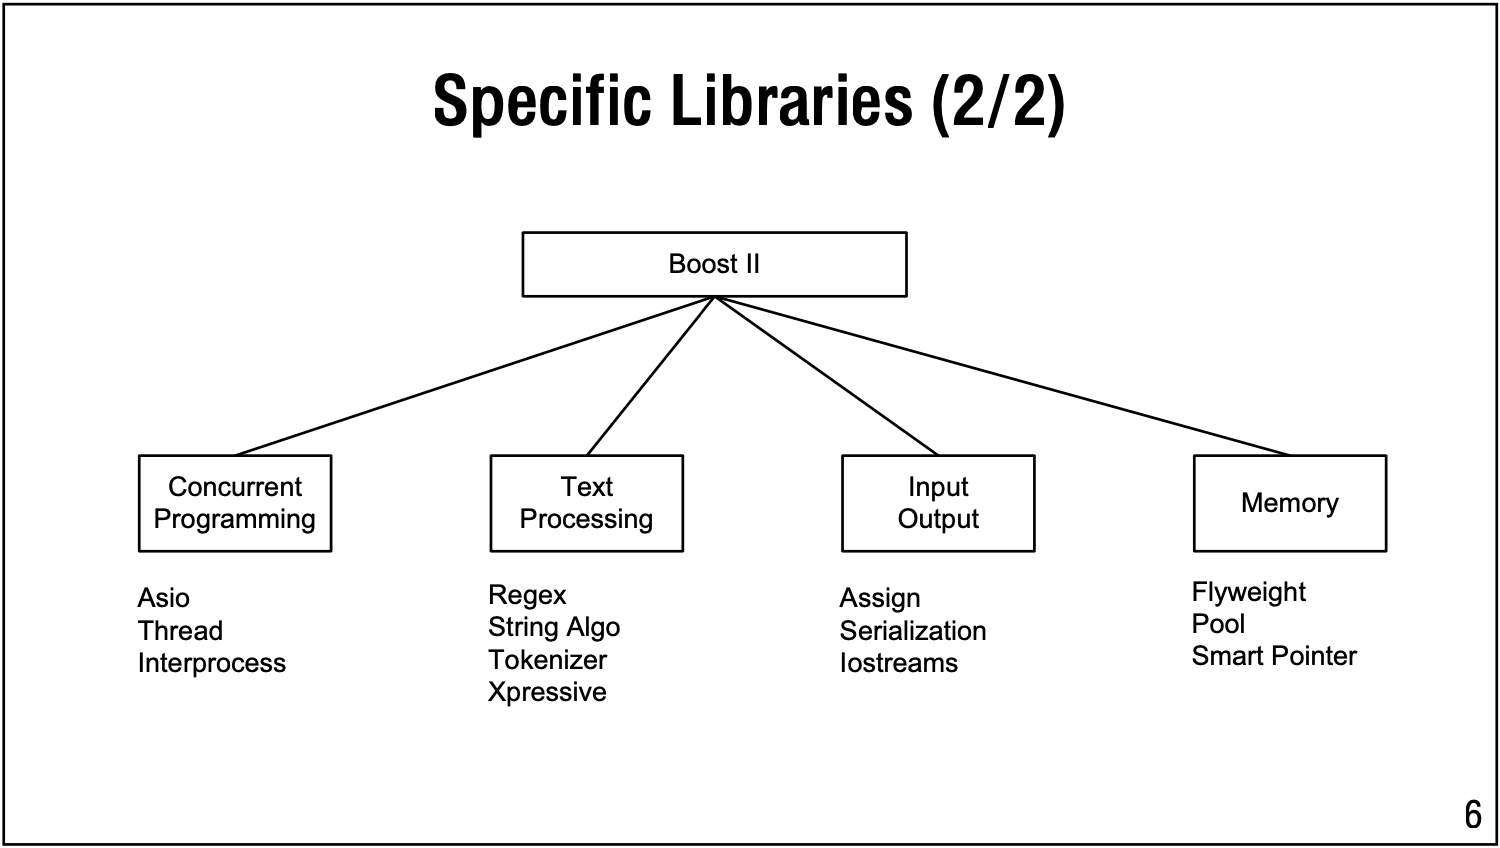 Specific Libraries (2/2)
Boost II
Concurrent
Programming
Asio
Thread
Interprocess
Text
Processing
Regex
String Algo
Tokenizer
Xpressive
Input
Output
Assign
Serialization
Iostreams
Memory
Flyweight
Pool
Smart Pointer
6